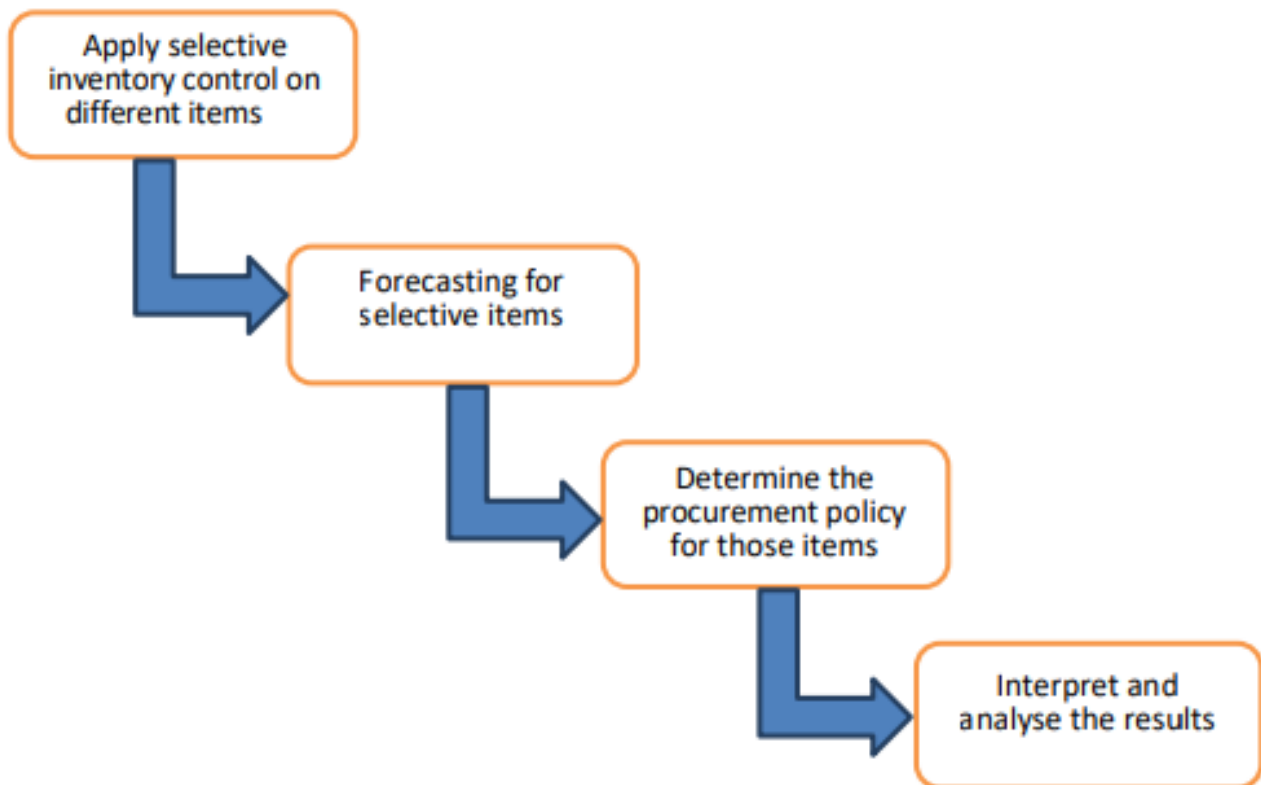 Apply selective
inventory control on
different items
Forecasting for
selective items
Determine the
procurement policy
for those items
Interpret and
analyse the results